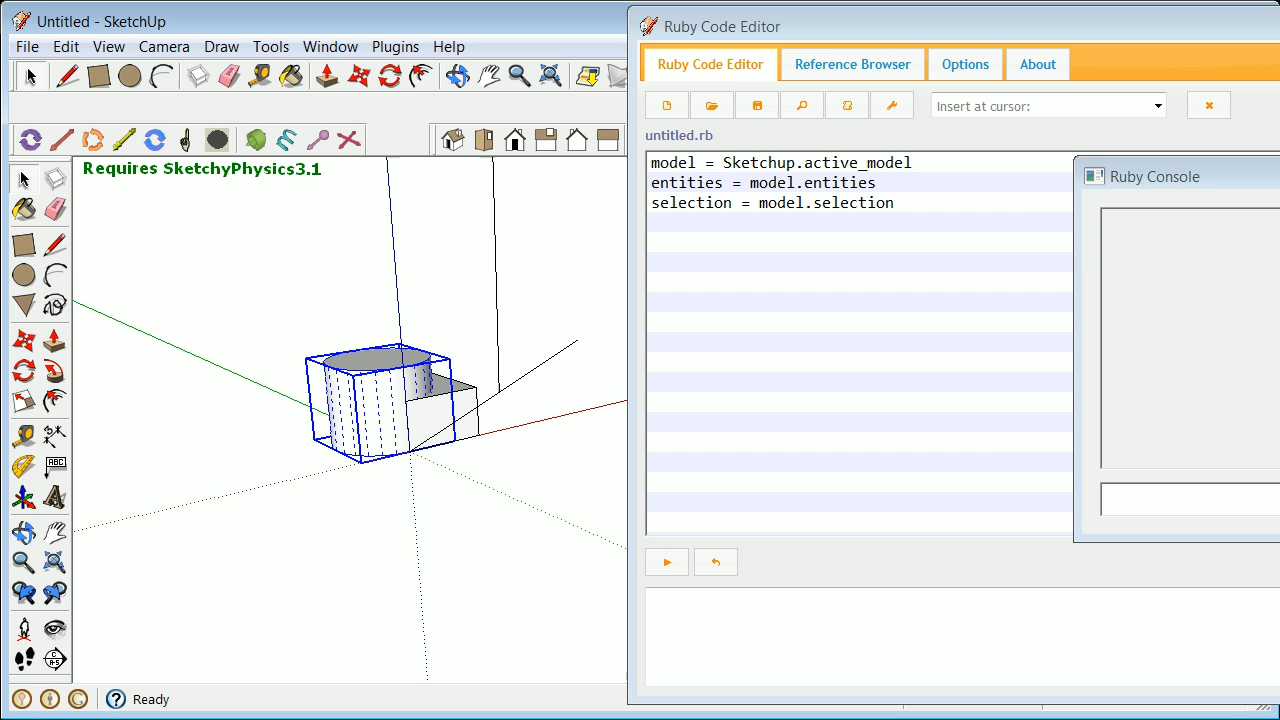 Untitled - SketchUp
File Edit View Camera Draw Tools Window Plugins Help
Requires SketchyPhysics3.1
ABC
Ready
Ruby Code Editor
Ruby Code Editor Reference Browser Options About
Insert at cursor:
untitled.rb
model = Sketchup.active_model
entities = model.entities
selection = model.selection
Ruby Console